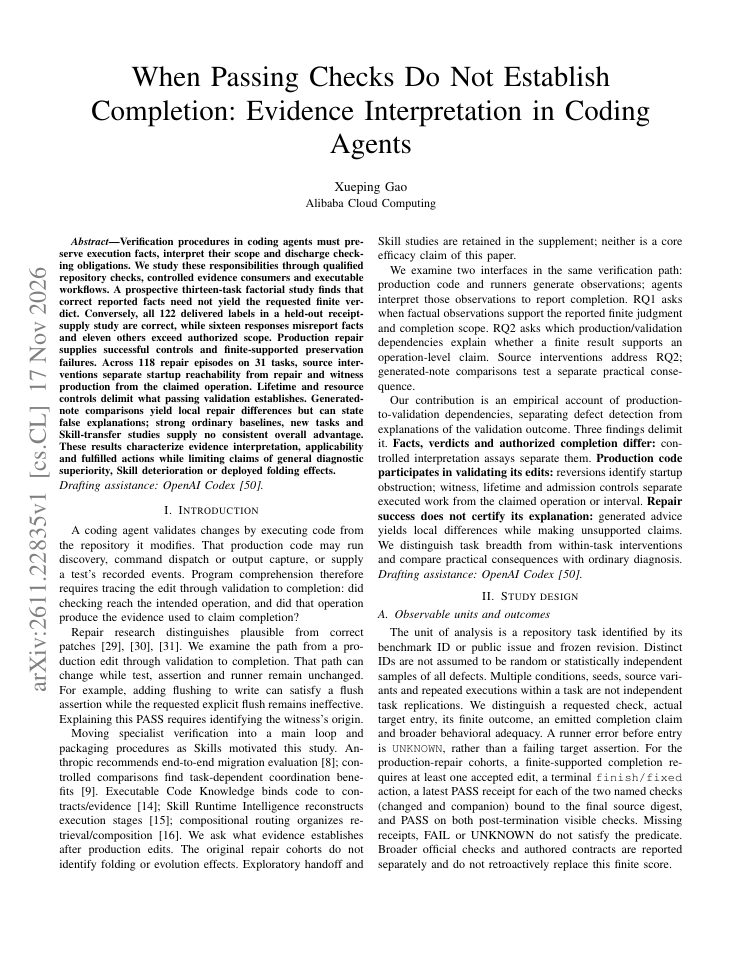 When Passing Checks Do Not Establish
Completion: Evidence Interpretation in Coding
Agents
Xueping Gao
Alibaba Cloud Computing
arXiv:2611.22835v1 [cs.CL] 17 Nov 2026
Abstract—Verification procedures in coding agents must pre-
serve execution facts, interpret their scope and discharge check-
ing obligations. We study these responsibilities through qualified
repository checks, controlled evidence consumers and executable
workflows. A prospective thirteen-task factorial study finds that
correct reported facts need not yield the requested finite ver-
dict. Conversely, all 122 delivered labels in a held-out receipt-
supply study are correct, while sixteen responses misreport facts
and eleven others exceed authorized scope. Production repair
supplies successful controls and finite-supported preservation
failures. Across 118 repair episodes on 31 tasks, source inter-
ventions separate startup reachability from repair and witness
production from the claimed operation. Lifetime and resource
controls delimit what passing validation establishes. Generated-
note comparisons yield local repair differences but can state
false explanations; strong ordinary baselines, new tasks and
Skill-transfer studies supply no consistent overall advantage.
These results characterize evidence interpretation, applicability
and fulfilled actions while limiting claims of general diagnostic
superiority, Skill deterioration or deployed folding effects.
Drafting assistance: OpenAI Codex [50].
I. INTRODUCTION
A coding agent validates changes by executing code from
the repository it modifies. That production code may run
discovery, command dispatch or output capture, or supply
a test's recorded events. Program comprehension therefore
requires tracing the edit through validation to completion: did
checking reach the intended operation, and did that operation
produce the evidence used to claim completion?
Repair research distinguishes plausible from correct
patches [29], [30], [31]. We examine the path from a pro-
duction edit through validation to completion. That path can
change while test, assertion and runner remain unchanged.
For example, adding flushing to write can satisfy a flush
assertion while the requested explicit flush remains ineffective.
Explaining this PASS requires identifying the witness's origin.
Moving specialist verification into a main loop and
packaging procedures as Skills motivated this study. An-
thropic recommends end-to-end migration evaluation [8]; con-
trolled comparisons find task-dependent coordination bene-
fits [9]. Executable Code Knowledge binds code to con-
tracts/evidence [14]; Skill Runtime Intelligence reconstructs
execution stages [15]; compositional routing organizes re-
trieval/composition [16]. We ask what evidence establishes
after production edits. The original repair cohorts do not
identify folding or evolution effects. Exploratory handoff and
Skill studies are retained in the supplement; neither is a core
efficacy claim of this paper.
We examine two interfaces in the same verification path:
production code and runners generate observations; agents
interpret those observations to report completion. RQ1 asks
when factual observations support the reported finite judgment
and completion scope. RQ2 asks which production/validation
dependencies explain whether a finite result supports an
operation-level claim. Source interventions address RQ2;
generated-note comparisons test a separate practical conse-
quence.
Our contribution is an empirical account of production-
to-validation dependencies, separating defect detection from
explanations of the validation outcome. Three findings delimit
it. Facts, verdicts and authorized completion differ: con-
trolled interpretation assays separate them. Production code
participates in validating its edits: reversions identify startup
obstruction; witness, lifetime and admission controls separate
executed work from the claimed operation or interval. Repair
success does not certify its explanation: generated advice
yields local differences while making unsupported claims.
We distinguish task breadth from within-task interventions
and compare practical consequences with ordinary diagnosis.
Drafting assistance: OpenAI Codex [50].
II. STUDY DESIGN
A. Observable units and outcomes
The unit of analysis is a repository task identified by its
benchmark ID or public issue and frozen revision. Distinct
IDs are not assumed to be random or statistically independent
samples of all defects. Multiple conditions, seeds, source vari-
ants and repeated executions within a task are not independent
task replications. We distinguish a requested check, actual
target entry, its finite outcome, an emitted completion claim
and broader behavioral adequacy. A runner error before entry
is UNKNOWN, rather than a failing target assertion. For the
production-repair cohorts, a finite-supported completion re-
quires at least one accepted edit, a terminal finish/fixed
action, a latest PASS receipt for each of the two named checks
(changed and companion) bound to the final source digest,
and PASS on both post-termination visible checks. Missing
receipts, FAIL or UNKNOWN do not satisfy the predicate.
Broader official checks and authored contracts are reported
separately and do not retroactively replace this finite score.